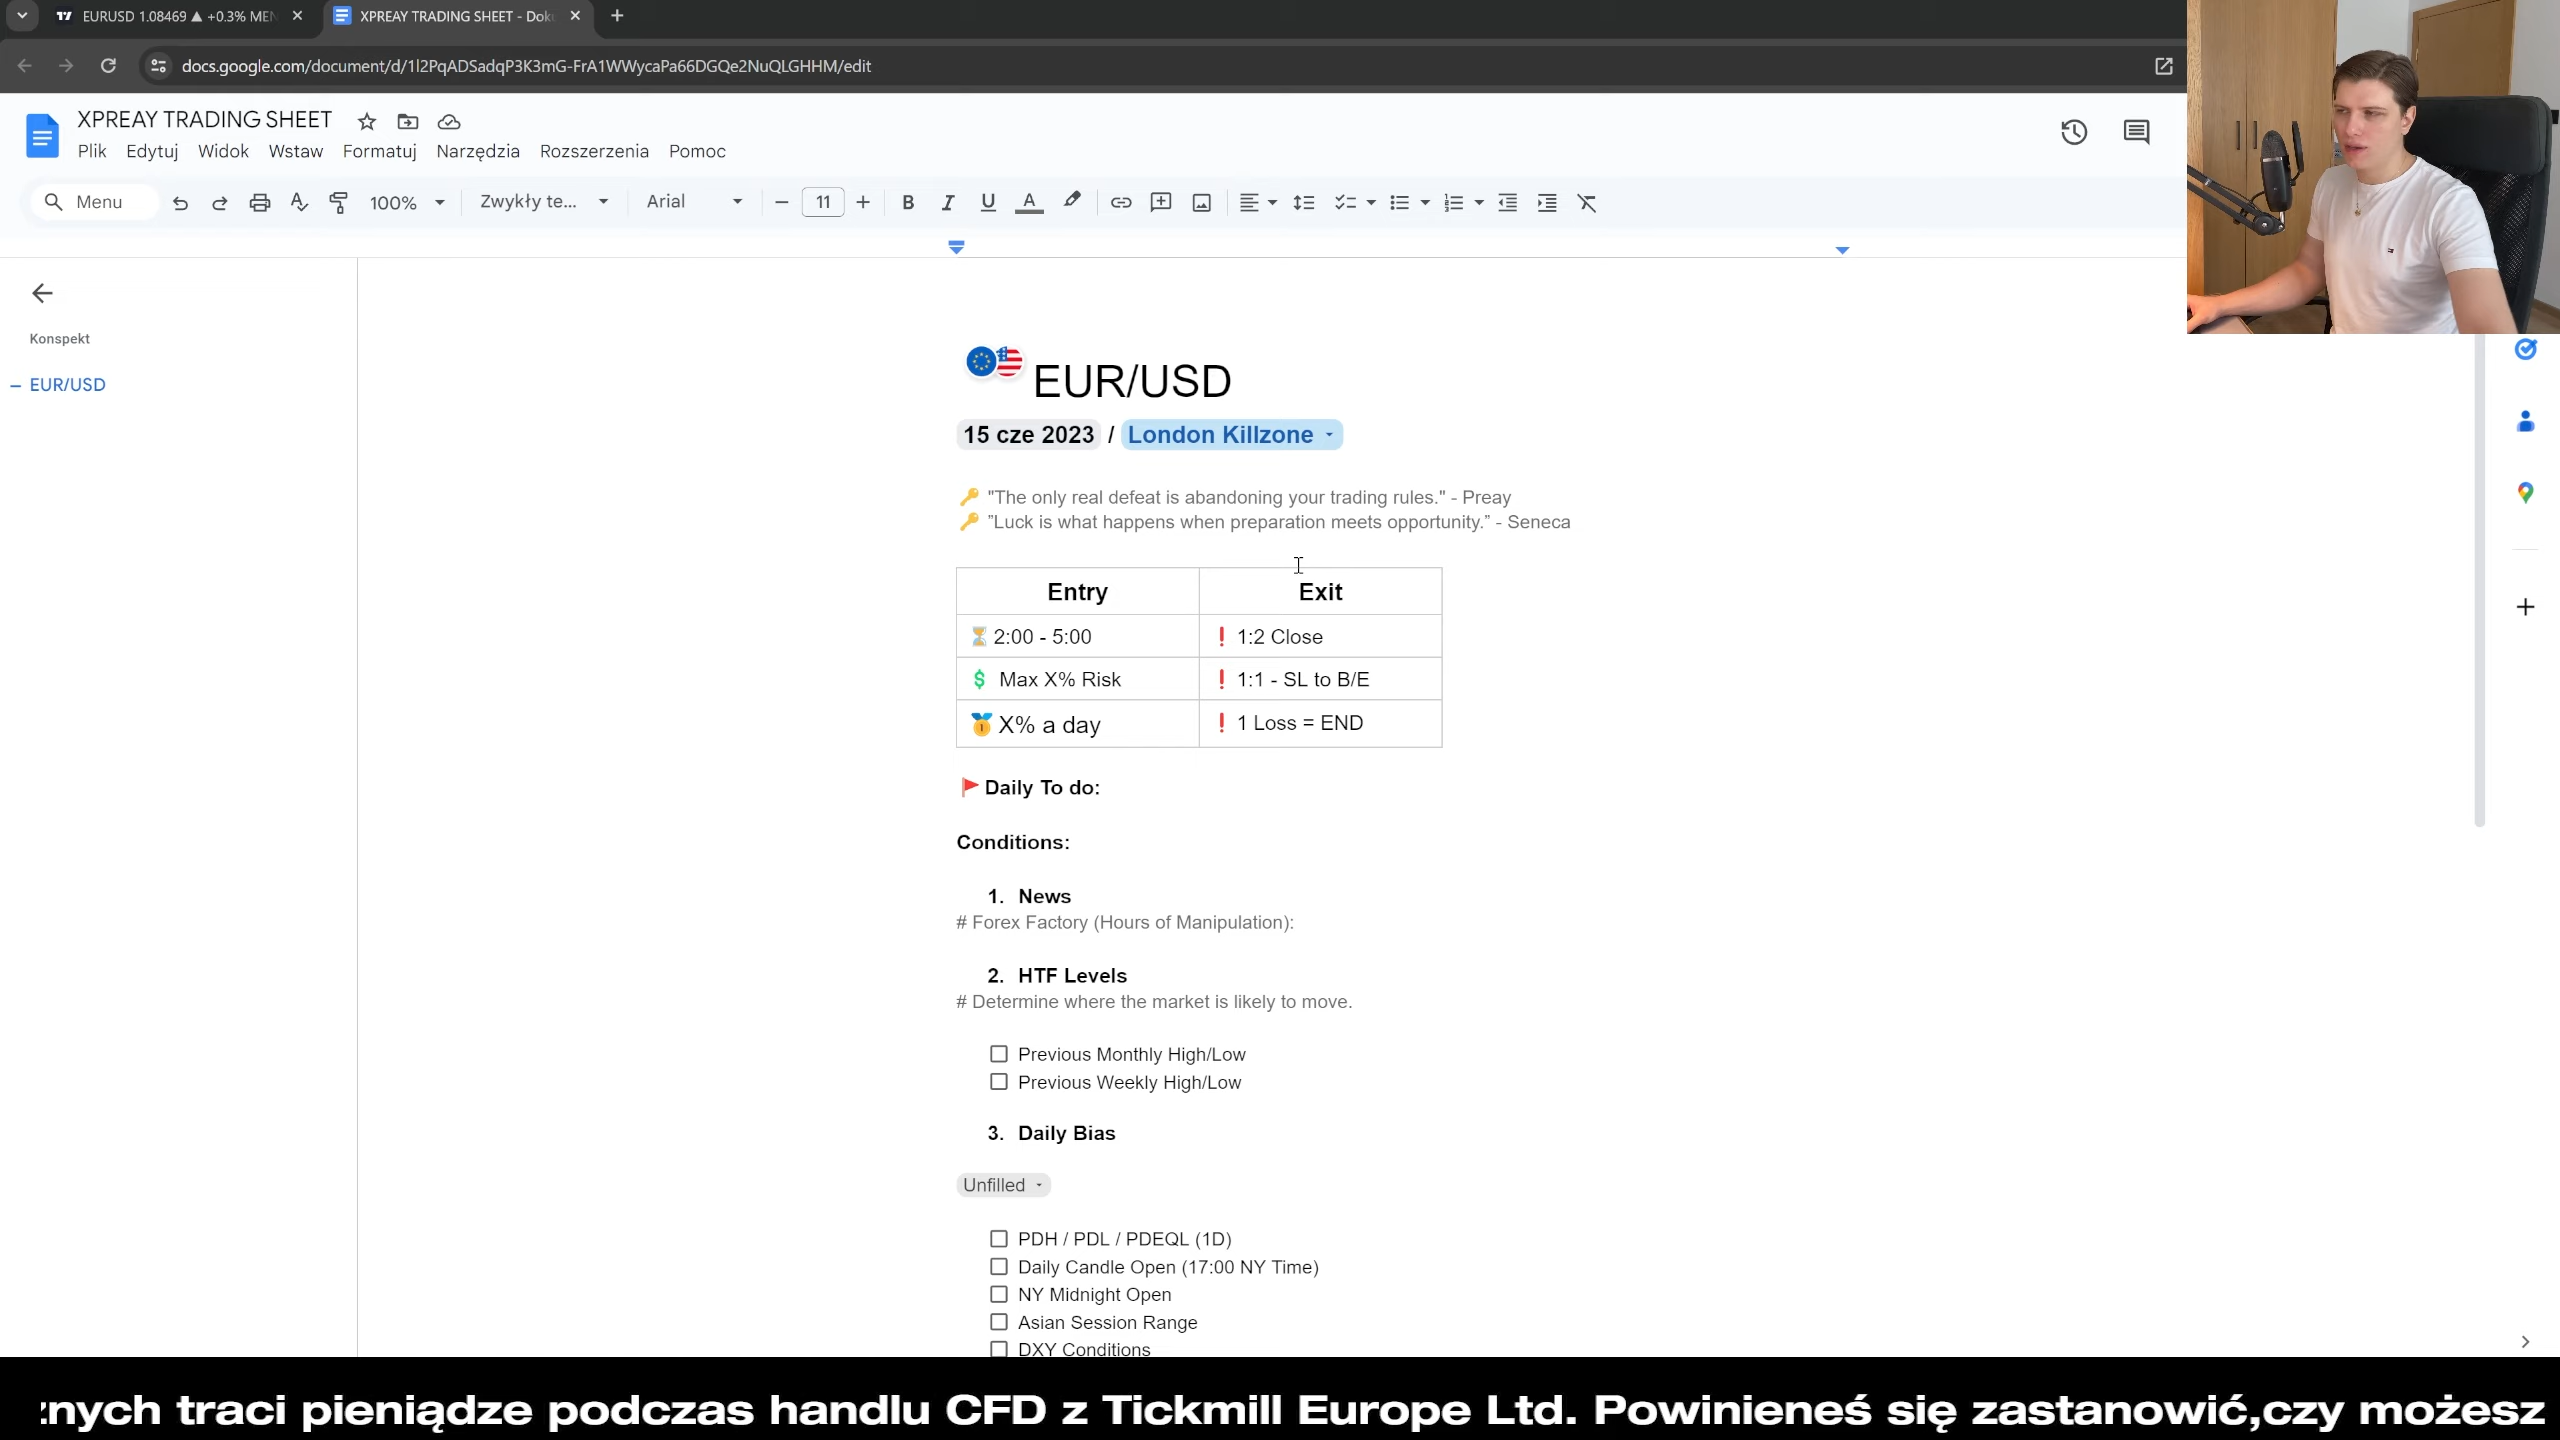 EURUSD 1.08469 ▲ +0.3% MEN
XPREAY TRADING SHEET - Dok
docs.google.com/document/d/1l2PqADSadqP3K3mG-FrA1WWycaPa66DGQe2NuQLGHHM/edit
XPREAY TRADING SHEET
Plik Edytuj Widok Wstaw Formatuj Narzędzia Rozszerzenia Pomoc
Menu 100% Zwykły te... Arial 11
Konspekt
EUR/USD
EUR/USD
15 cze 2023 / London Killzone
"The only real defeat is abandoning your trading rules." - Preay
"Luck is what happens when preparation meets opportunity." - Seneca
Entry Exit
2:00 - 5:00 ❗ 1:2 Close
Max X% Risk ❗ 1:1 - SL to B/E
X% a day ❗ 1 Loss = END
Daily To do:
Conditions:
1. News
# Forex Factory (Hours of Manipulation):
2. HTF Levels
# Determine where the market is likely to move.
Previous Monthly High/Low
Previous Weekly High/Low
3. Daily Bias
Unfilled
PDH / PDL / PDEQL (1D)
Daily Candle Open (17:00 NY Time)
NY Midnight Open
Asian Session Range
DXY Conditions
znych traci pieniądze podczas handlu CFD z Tickmill Europe Ltd. Powinieneś się zastanowić,czy możesz